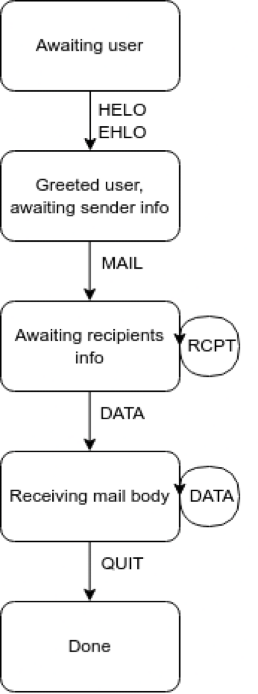 Awaiting user
HELO
EHLO
Greeted user,
awaiting sender info
MAIL
Awaiting recipients
info
RCPT
DATA
Receiving mail body
DATA
QUIT
Done